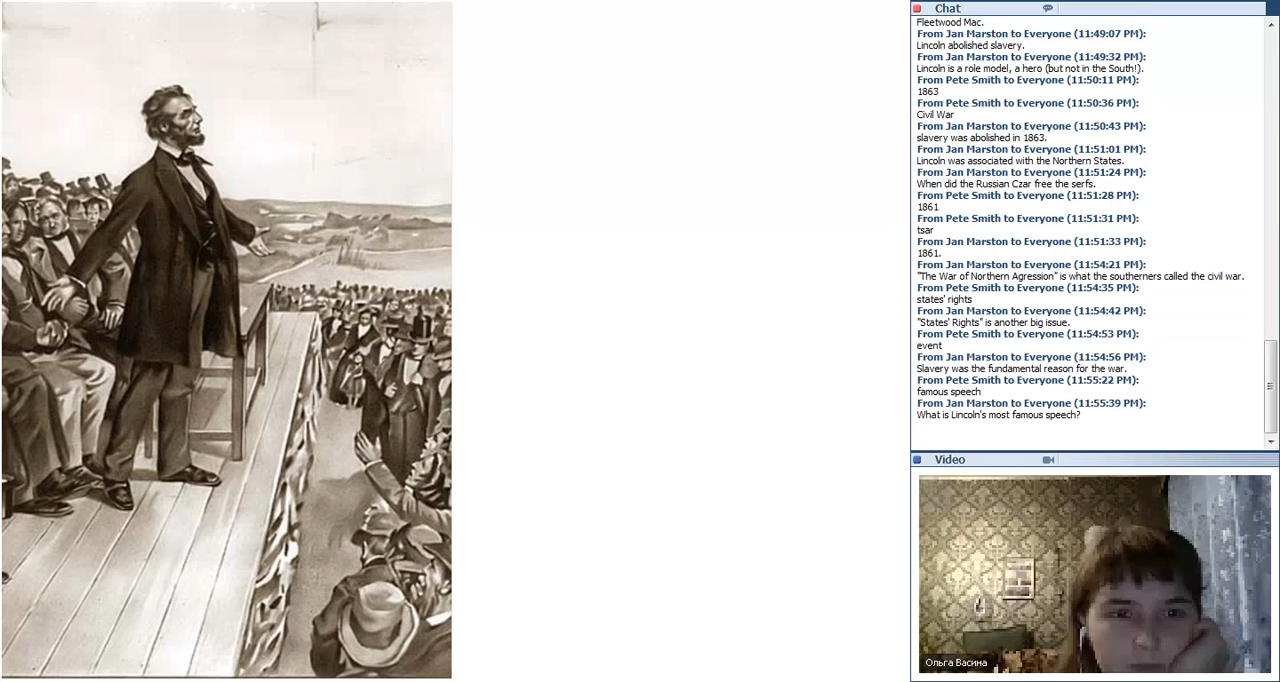 Chat
Fleetwood Mac.
From Jan Marston to Everyone (11:49:07 PM):
Lincoln abolished slavery.
From Jan Marston to Everyone (11:49:32 PM):
Lincoln is a role model, a hero (but not in the South!).
From Pete Smith to Everyone (11:50:11 PM):
1863
From Pete Smith to Everyone (11:50:36 PM):
Civil War
From Jan Marston to Everyone (11:50:43 PM):
slavery was abolished in 1863.
From Jan Marston to Everyone (11:51:01 PM):
Lincoln was associated with the Northern States.
From Jan Marston to Everyone (11:51:24 PM):
When did the Russian Czar free the serfs.
From Pete Smith to Everyone (11:51:28 PM):
1861
From Pete Smith to Everyone (11:51:31 PM):
tsar
From Jan Marston to Everyone (11:51:33 PM):
1861.
From Jan Marston to Everyone (11:54:21 PM):
"The War of Northern Agression" is what the southerners called the civil war.
From Pete Smith to Everyone (11:54:35 PM):
states' rights
From Jan Marston to Everyone (11:54:42 PM):
"States' Rights" is another big issue.
From Pete Smith to Everyone (11:54:53 PM):
event
From Jan Marston to Everyone (11:54:56 PM):
Slavery was the fundamental reason for the war.
From Pete Smith to Everyone (11:55:22 PM):
famous speech
From Jan Marston to Everyone (11:55:39 PM):
What is Lincoln's most famous speech?
Video
Ольга Васина